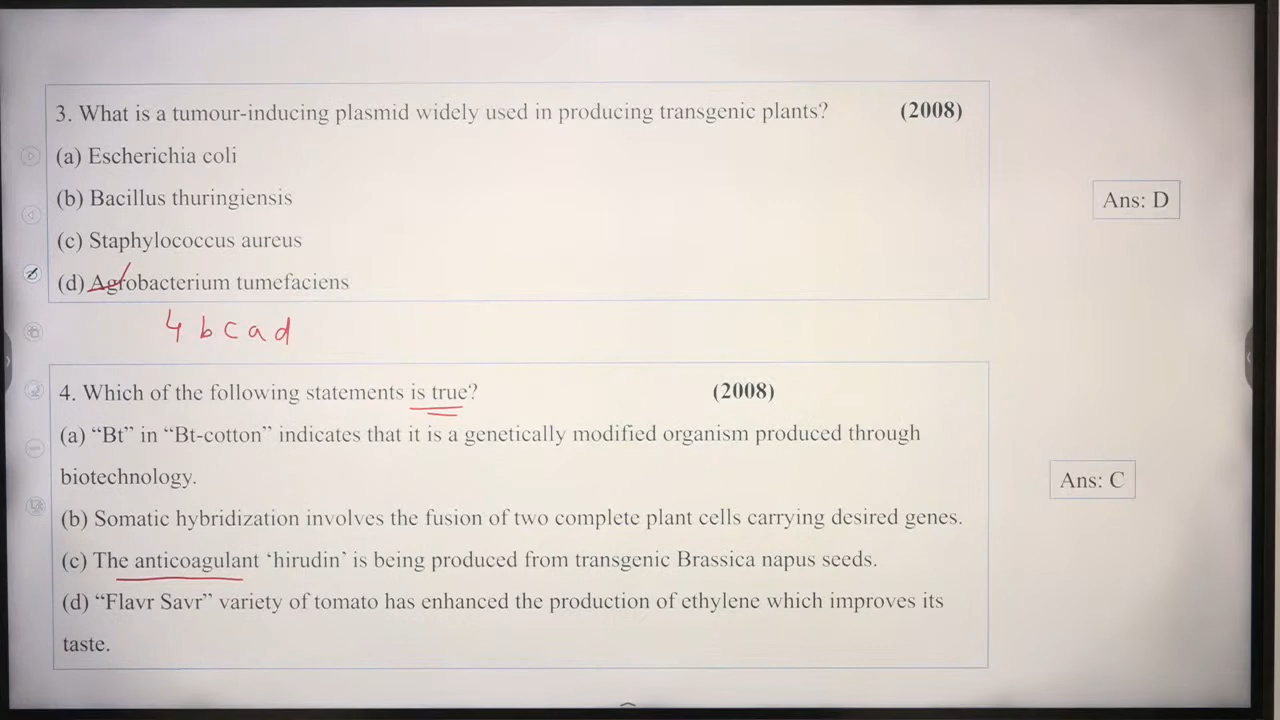 3. What is a tumour-inducing plasmid widely used in producing transgenic plants? (2008)
(a) Escherichia coli
(b) Bacillus thuringiensis
(c) Staphylococcus aureus
(d) Agrobacterium tumefaciens
Ans: D
4 b c a d
4. Which of the following statements is true? (2008)
(a) “Bt” in “Bt-cotton” indicates that it is a genetically modified organism produced through
biotechnology.
(b) Somatic hybridization involves the fusion of two complete plant cells carrying desired genes.
(c) The anticoagulant ‘hirudin’ is being produced from transgenic Brassica napus seeds.
(d) “Flavr Savr” variety of tomato has enhanced the production of ethylene which improves its
taste.
Ans: C